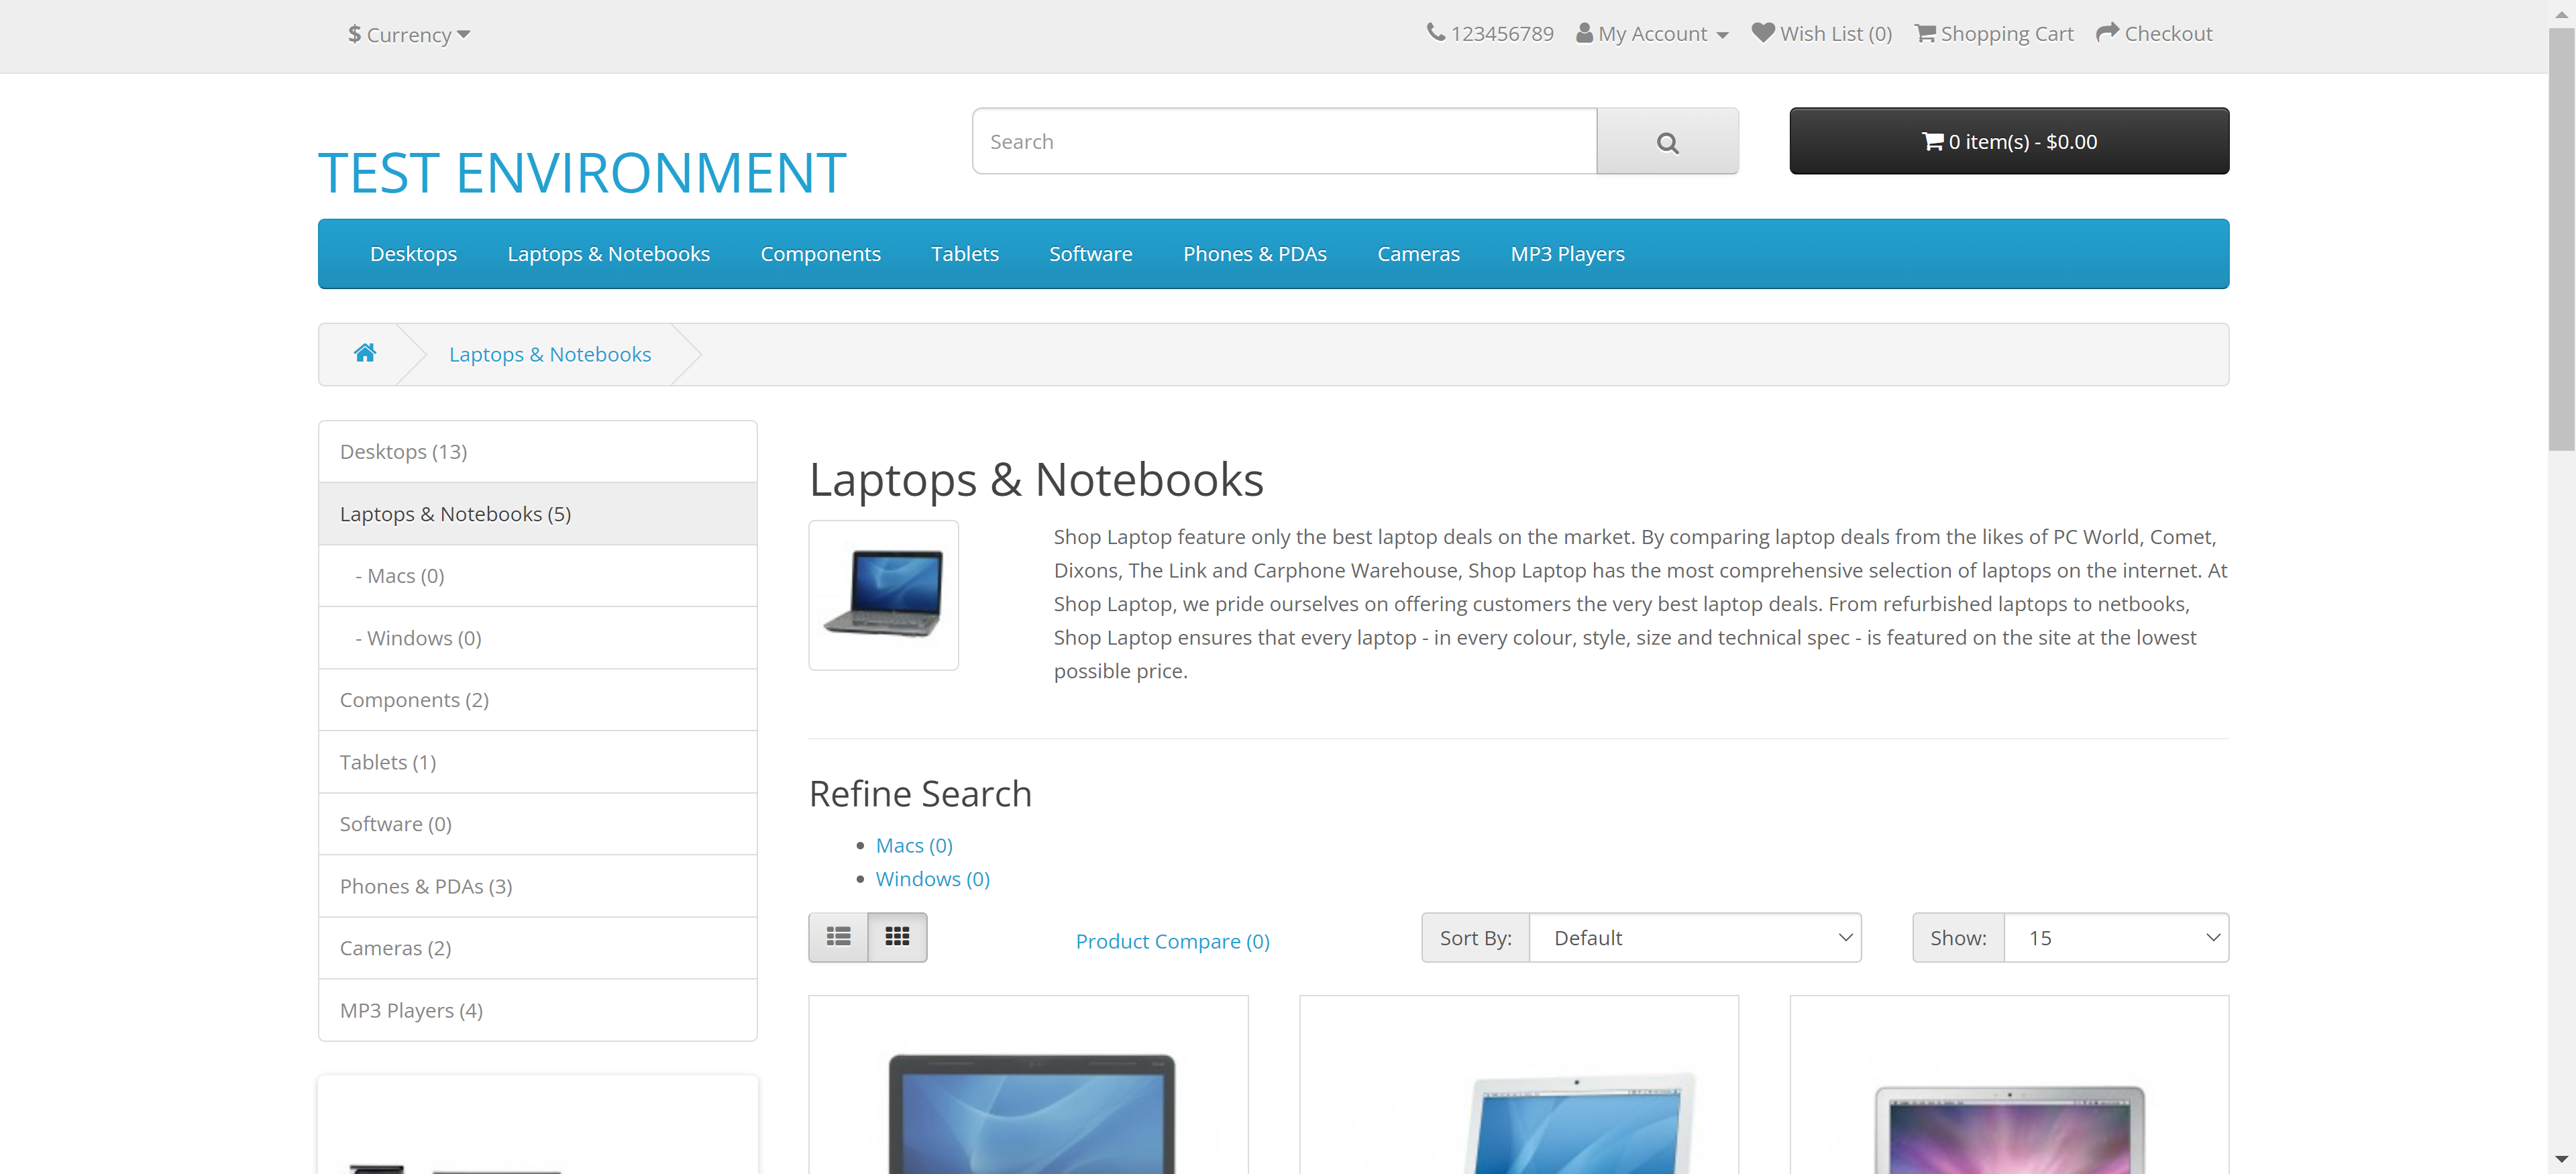 $ Currency
123456789 My Account Wish List (0) Shopping Cart Checkout
TEST ENVIRONMENT
Search
0 item(s) - $0.00
Desktops Laptops & Notebooks Components Tablets Software Phones & PDAs Cameras MP3 Players
Laptops & Notebooks
Desktops (13)
Laptops & Notebooks (5)
- Macs (0)
- Windows (0)
Components (2)
Tablets (1)
Software (0)
Phones & PDAs (3)
Cameras (2)
MP3 Players (4)
Laptops & Notebooks
Shop Laptop feature only the best laptop deals on the market. By comparing laptop deals from the likes of PC World, Comet,
Dixons, The Link and Carphone Warehouse, Shop Laptop has the most comprehensive selection of laptops on the internet. At
Shop Laptop, we pride ourselves on offering customers the very best laptop deals. From refurbished laptops to netbooks,
Shop Laptop ensures that every laptop - in every colour, style, size and technical spec - is featured on the site at the lowest
possible price.
Refine Search
Macs (0)
Windows (0)
Product Compare (0)
Sort By: Default
Show: 15